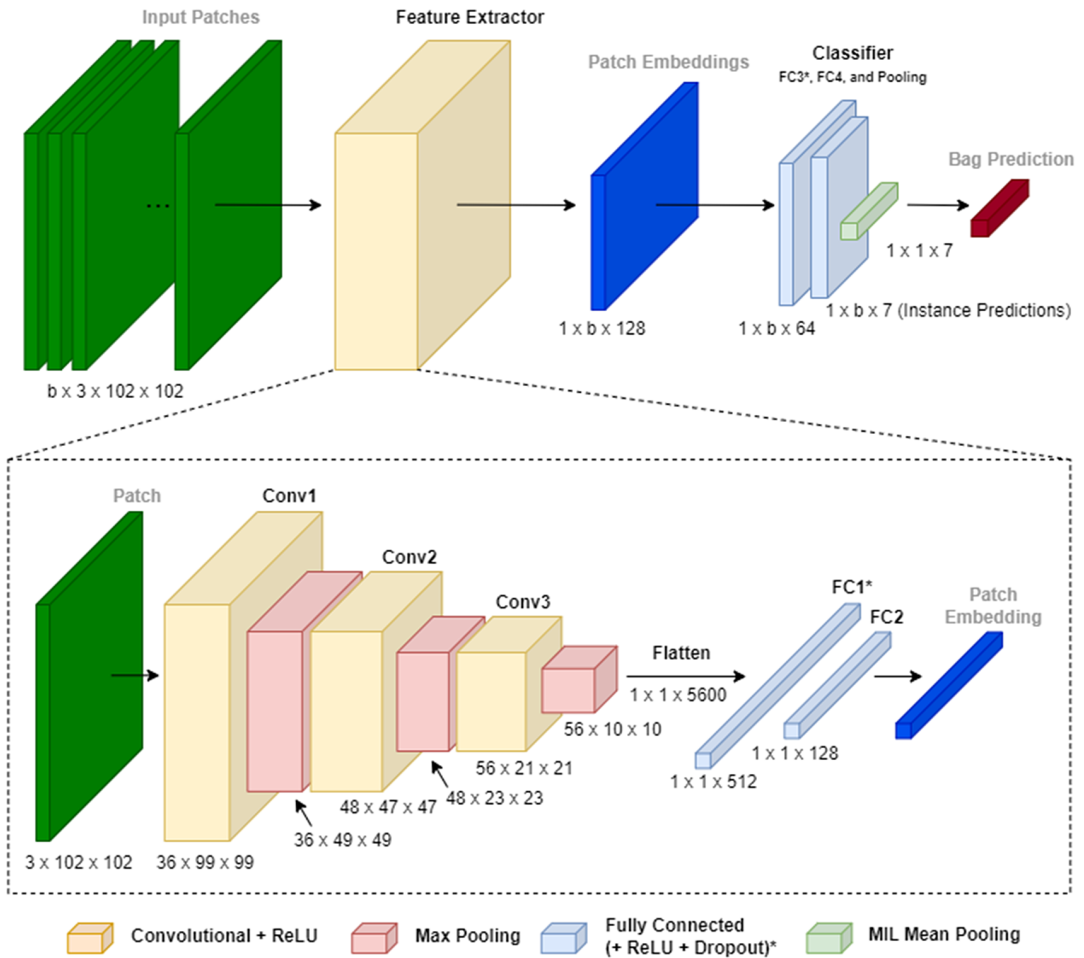 Input Patches
Feature Extractor
Patch Embeddings
Classifier
FC3*, FC4, and Pooling
Bag Prediction
...
1 x 1 x 7
1 x b x 7 (Instance Predictions)
1 x b x 128
1 x b x 64
b x 3 x 102 x 102
Patch
Conv1
Conv2
Conv3
Flatten
1 x 1 x 5600
FC1*
FC2
Patch
Embedding
56 x 10 x 10
1 x 1 x 128
56 x 21 x 21
1 x 1 x 512
48 x 47 x 47
48 x 23 x 23
36 x 49 x 49
3 x 102 x 102
36 x 99 x 99
Convolutional + ReLU
Max Pooling
Fully Connected
(+ ReLU + Dropout)*
MIL Mean Pooling